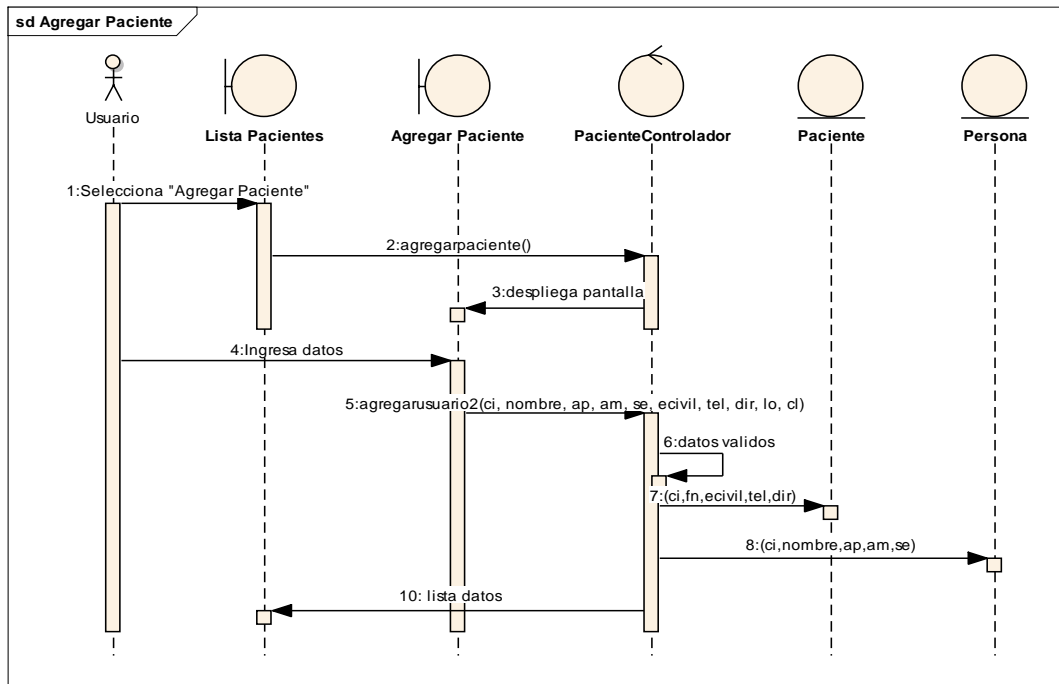 sd Agregar Paciente
Usuario
Lista Pacientes
Agregar Paciente
PacienteControlador
Paciente
Persona
1:Selecciona "Agregar Paciente"
2:agregarpaciente()
3:despliega pantalla
4:Ingresa datos
5:agregarusuario2(ci, nombre, ap, am, se, ecivil, tel, dir, lo, cl)
6:datos validos
7:(ci,fn,ecivil,tel,dir)
8:(ci,nombre,ap,am,se)
10: lista datos